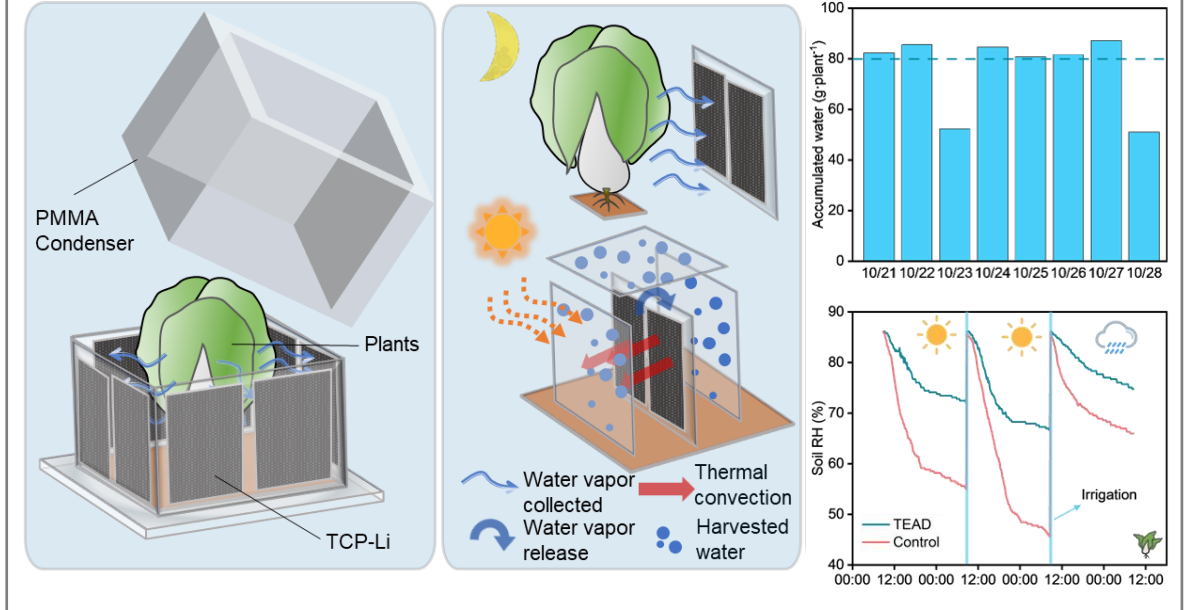 PMMA
Condenser
Plants
TCP-Li
Water vapor
collected
Thermal
convection
Water vapor
release
Harvested
water
Accumulated water (g·plant⁻¹)
100
80
60
40
20
0
10/21 10/22 10/23 10/24 10/25 10/26 10/27 10/28
Soil RH (%)
90
80
70
60
50
40
Irrigation
TEAD
Control
00:00 12:00 00:00 12:00 00:00 12:00 00:00 12:00